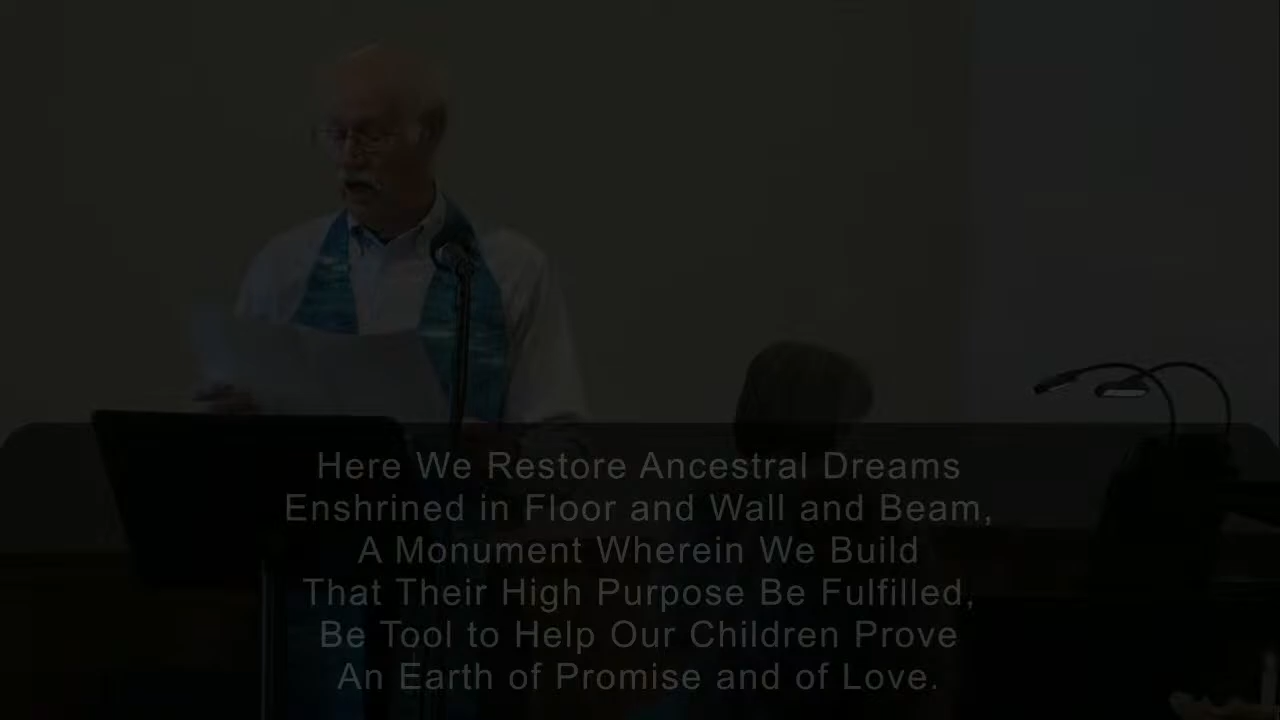 Here We Restore Ancestral Dreams
Enshrined in Floor and Wall and Beam,
A Monument Wherein We Build
That Their High Purpose Be Fulfilled,
Be Tool to Help Our Children Prove
An Earth of Promise and of Love.